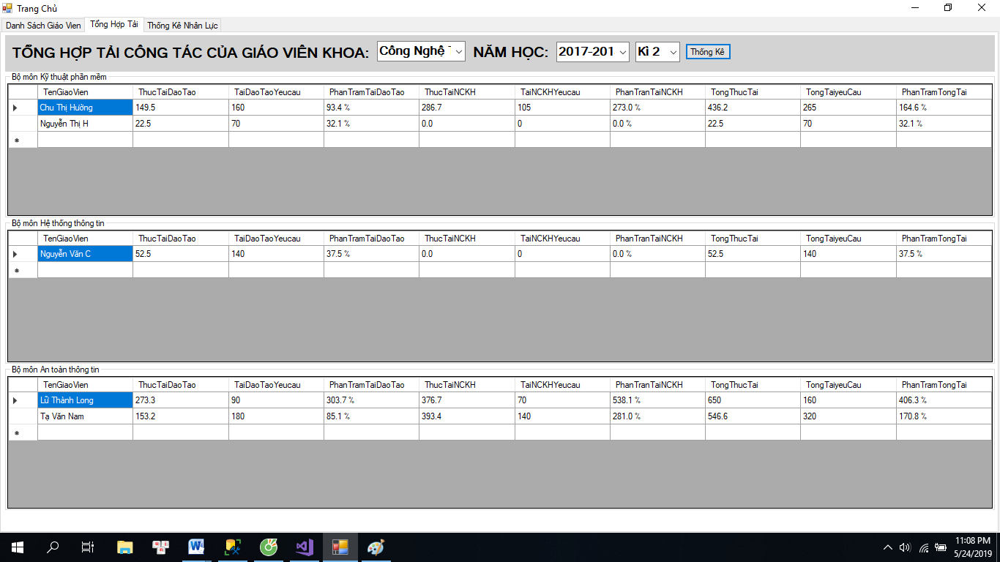 Trang Chủ
Danh Sách Giáo Vien Tổng Hợp Tải Thống Kê Nhân Lực
TỔNG HỢP TẢI CÔNG TÁC CỦA GIÁO VIÊN KHOA: Công Nghệ NĂM HỌC: 2017-201 Kì 2 Thống Kê
Bộ môn Kỹ thuật phần mềm
TenGiaoVien ThucTaiDaoTao TaiDaoTaoYeucau PhanTramTaiDaoTao ThucTaiNCKH TaiNCKHYeucau PhanTranTaiNCKH TongThucTai TongTaiyeuCau PhanTramTongTai
Chu Thị Hường 149.5 160 93.4 % 286.7 105 273.0 % 436.2 265 164.6 %
Nguyễn Thị H 22.5 70 32.1 % 0.0 0 0.0 % 22.5 70 32.1 %
Bộ môn Hệ thống thông tin
TenGiaoVien ThucTaiDaoTao TaiDaoTaoYeucau PhanTramTaiDaoTao ThucTaiNCKH TaiNCKHYeucau PhanTranTaiNCKH TongThucTai TongTaiyeuCau PhanTramTongTai
Nguyễn Văn C 52.5 140 37.5 % 0.0 0 0.0 % 52.5 140 37.5 %
Bộ môn An toàn thông tin
TenGiaoVien ThucTaiDaoTao TaiDaoTaoYeucau PhanTramTaiDaoTao ThucTaiNCKH TaiNCKHYeucau PhanTranTaiNCKH TongThucTai TongTaiyeuCau PhanTramTongTai
Lữ Thành Long 273.3 90 303.7 % 376.7 70 538.1 % 650 160 406.3 %
Tạ Văn Nam 153.2 180 85.1 % 393.4 140 281.0 % 546.6 320 170.8 %
11:08 PM
5/24/2019